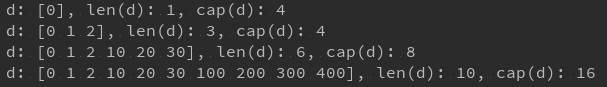 d: [0], len(d): 1, cap(d): 4
d: [0 1 2], len(d): 3, cap(d): 4
d: [0 1 2 10 20 30], len(d): 6, cap(d): 8
d: [0 1 2 10 20 30 100 200 300 400], len(d): 10, cap(d): 16